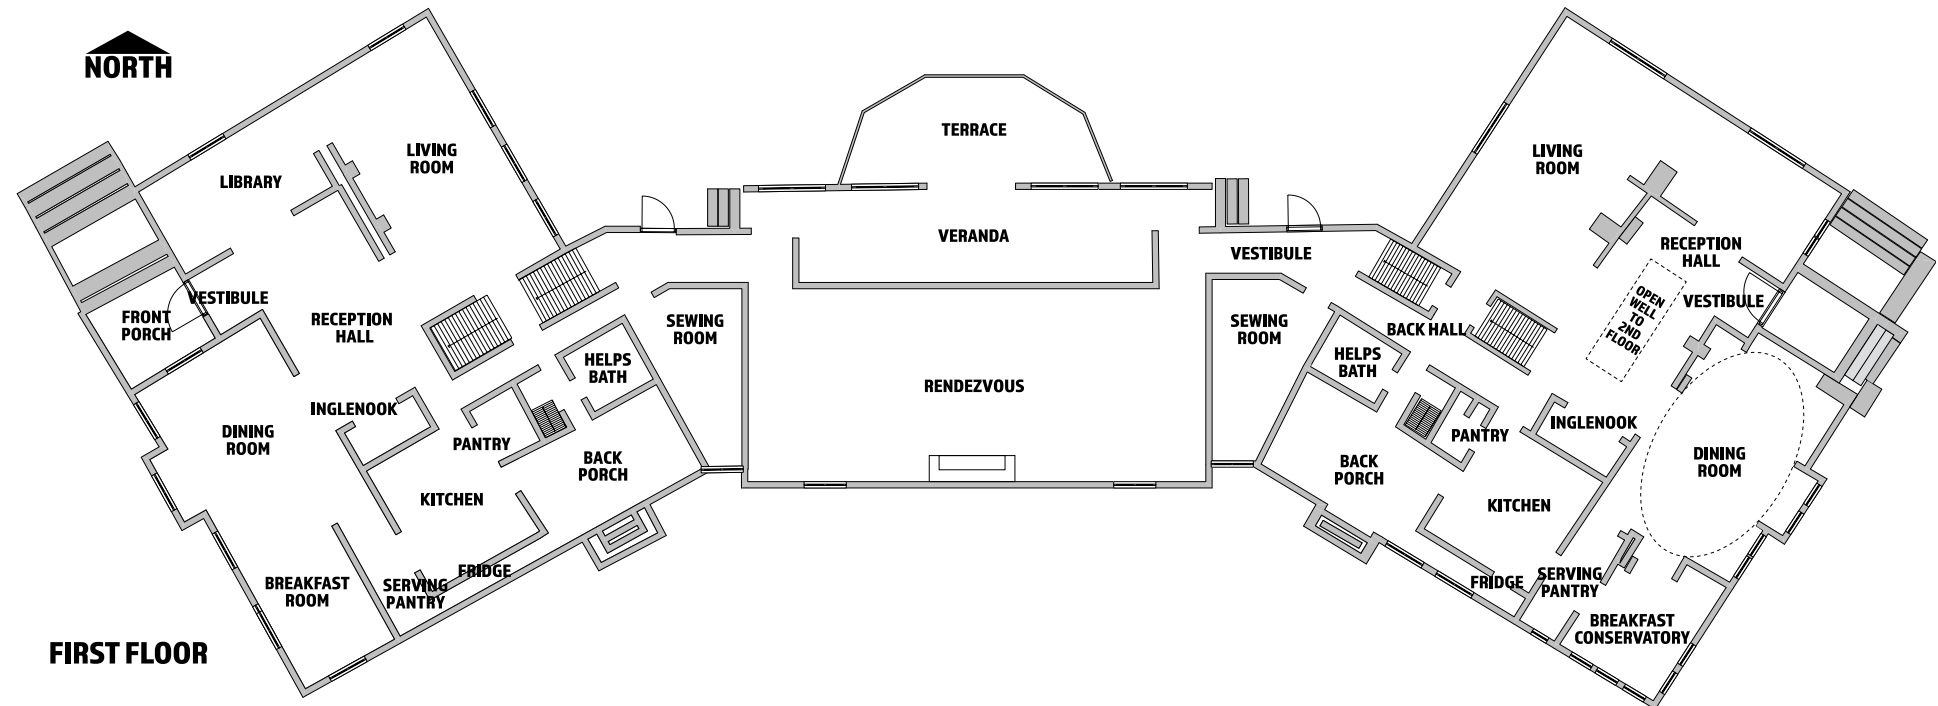 NORTH
LIBRARY
LIVING
ROOM
FRONT
PORCH
VESTIBULE
RECEPTION
HALL
DINING
ROOM
INGLENOOK
HELPS
BATH
SEWING
ROOM
PANTRY
BACK
PORCH
KITCHEN
FRIDGE
SERVING
PANTRY
BREAKFAST
ROOM
FIRST FLOOR
TERRACE
VERANDA
RENDEZVOUS
VESTIBULE
SEWING
ROOM
BACK HALL
HELPS
BATH
LIVING
ROOM
RECEPTION
HALL
OPEN
WELL
TO
2ND
FLOOR
VESTIBULE
PANTRY
INGLENOOK
DINING
ROOM
BACK
PORCH
KITCHEN
FRIDGE
SERVING
PANTRY
BREAKFAST
CONSERVATORY